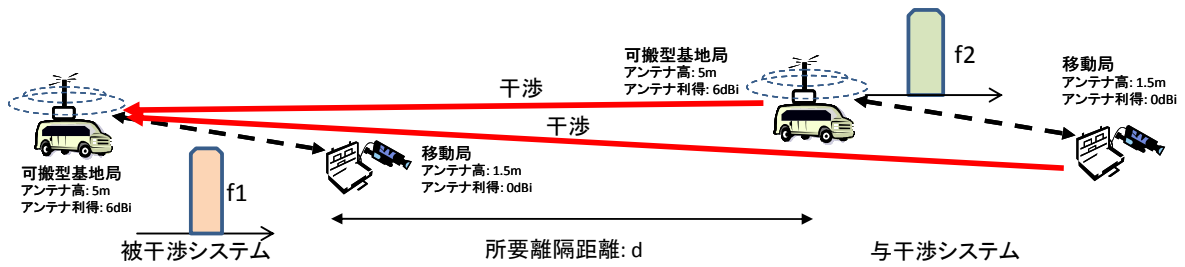 可搬型基地局
アンテナ高: 5m
アンテナ利得: 6dBi
f2
移動局
アンテナ高: 1.5m
アンテナ利得: 0dBi
干渉
干渉
移動局
アンテナ高: 1.5m
アンテナ利得: 0dBi
可搬型基地局
アンテナ高: 5m
アンテナ利得: 6dBi
f1
被干渉システム
所要離隔距離: d
与干渉システム